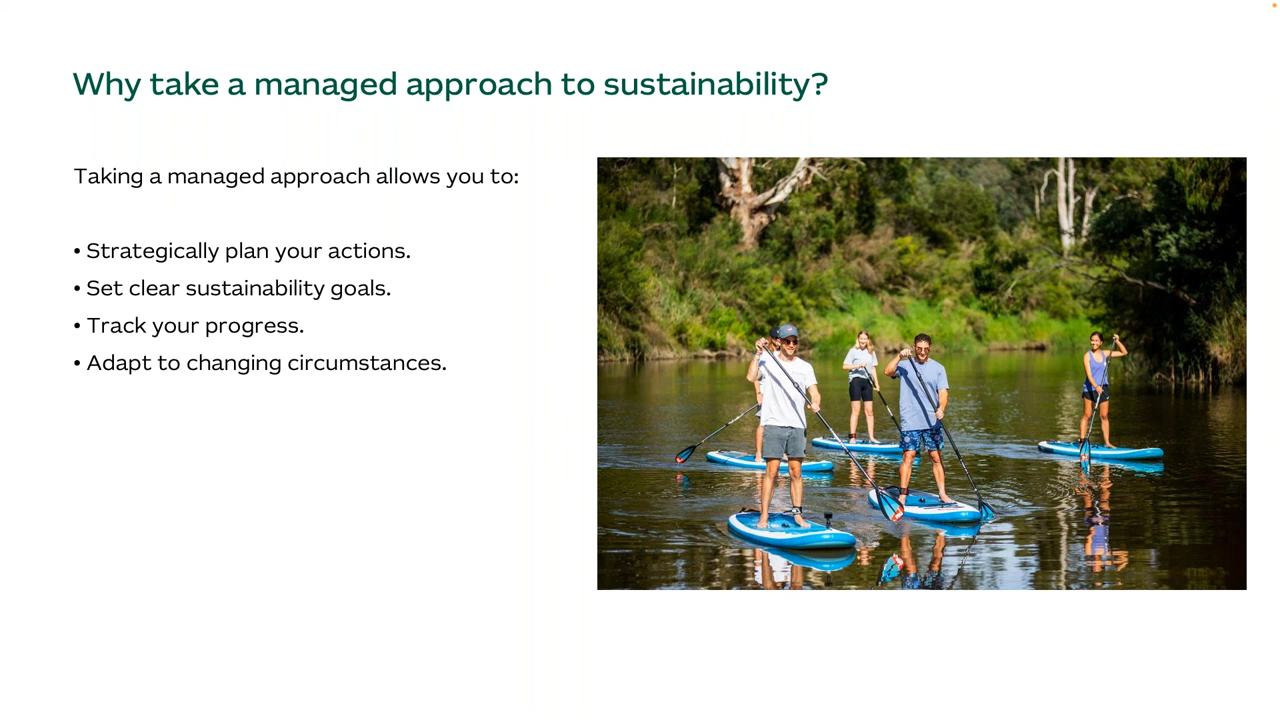 Why take a managed approach to sustainability?
Taking a managed approach allows you to:
• Strategically plan your actions.
• Set clear sustainability goals.
• Track your progress.
• Adapt to changing circumstances.